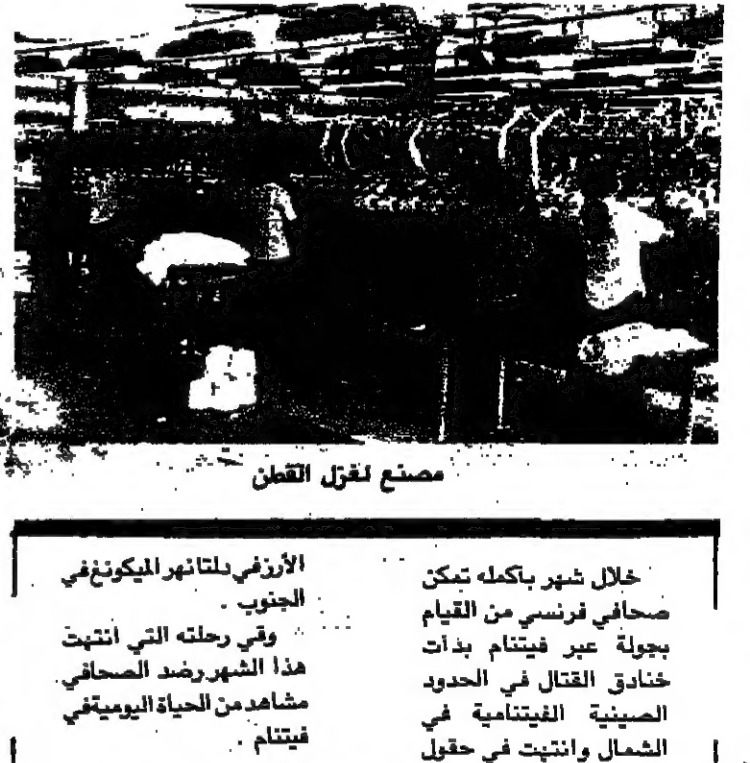 مصنع لغزل القطن
خلال شهر بأكمله تمكن
صحافي فرنسي من القيام
بجولة عبر فيتنام بدأت
خنادق القتال في الحدود
الصينية الفيتنامية في
الشمال وانتهت في حقول
الأرز في دلتا نهر الميكونغ في
الجنوب .
وفي رحلته التي انتهت
هذا الشهر رصد الصحافي
مشاهد من الحياة اليومية في
فيتنام .